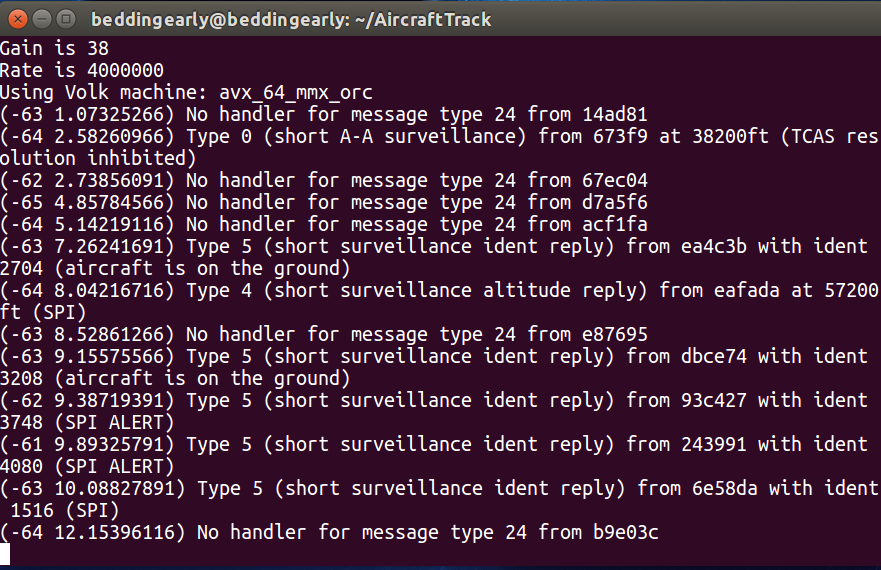 beddingearly@beddingearly: ~/AircraftTrack
Gain is 38
Rate is 4000000
Using Volk machine: avx_64_mmx_orc
(-63 1.07325266) No handler for message type 24 from 14ad81
(-64 2.58260966) Type 0 (short A-A surveillance) from 673f9 at 38200ft (TCAS res
olution inhibited)
(-62 2.73856091) No handler for message type 24 from 67ec04
(-65 4.85784566) No handler for message type 24 from d7a5f6
(-64 5.14219116) No handler for message type 24 from acf1fa
(-63 7.26241691) Type 5 (short surveillance ident reply) from ea4c3b with ident
2704 (aircraft is on the ground)
(-64 8.04216716) Type 4 (short surveillance altitude reply) from eafada at 57200
ft (SPI)
(-63 8.52861266) No handler for message type 24 from e87695
(-63 9.15575566) Type 5 (short surveillance ident reply) from dbce74 with ident
3208 (aircraft is on the ground)
(-62 9.38719391) Type 5 (short surveillance ident reply) from 93c427 with ident
3748 (SPI ALERT)
(-61 9.89325791) Type 5 (short surveillance ident reply) from 243991 with ident
4080 (SPI ALERT)
(-63 10.08827891) Type 5 (short surveillance ident reply) from 6e58da with ident
 1516 (SPI)
(-64 12.15396116) No handler for message type 24 from b9e03c